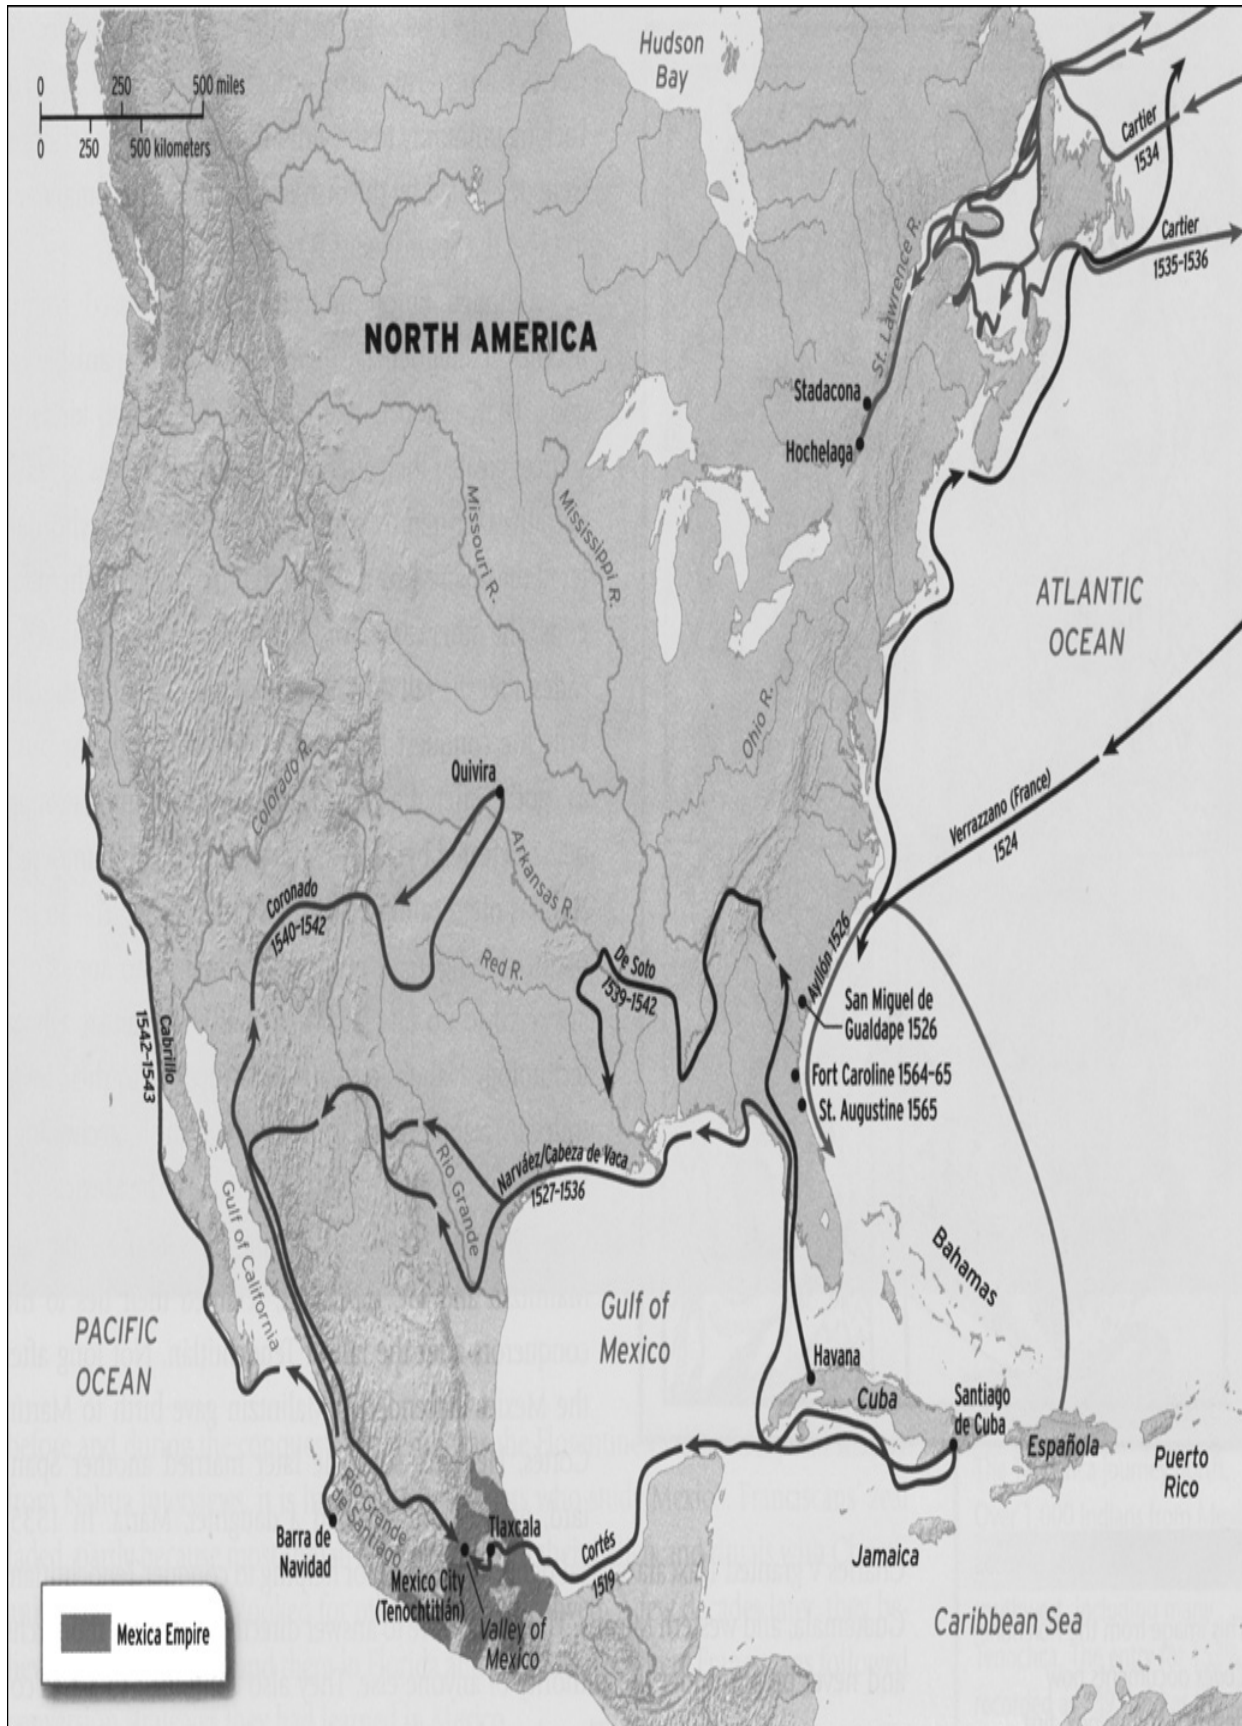 Hudson
Bay
0 250 500 miles
0 250 500 kilometers
Cartier
1534
Cartier
1535–1536
St. Lawrence R.
NORTH AMERICA
Stadacona
Hochelaga
Missouri R.
Mississippi R.
ATLANTIC
OCEAN
Ohio R.
Colorado R.
Quivira
Verrazzano (France)
1524
Arkansas R.
Coronado
1540–1542
Red R.
De Soto
1539–1542
Ayllón 1526
San Miguel de
Gualdape 1526
Cabrillo
1542–1543
Fort Caroline 1564–65
St. Augustine 1565
Rio Grande
Narváez/Cabeza de Vaca
1527–1536
Gulf of California
Bahamas
PACIFIC
OCEAN
Gulf of
Mexico
Havana
Cuba
Santiago
de Cuba
Española
Puerto
Rico
Rio Grande
de Santiago
Barra de
Navidad
Tlaxcala
Mexico City
(Tenochtitlán)
Cortés
1519
Jamaica
Valley of
Mexico
Caribbean Sea
Mexica Empire